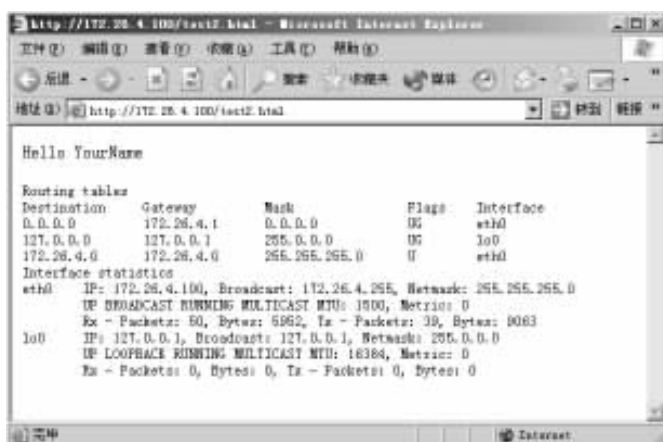 http://172.26.4.100/test2.html - Microsoft Internet Explorer
文件(F) 编辑(E) 查看(V) 收藏(A) 工具(T) 帮助(H)
后退 搜索 收藏夹 媒体
地址(D) http://172.26.4.100/test2.html 转到 链接 »
Hello YourName
Routing tables
Destination Gateway Mask Flags Interface
0.0.0.0 172.26.4.1 0.0.0.0 UG eth0
127.0.0.0 127.0.0.1 255.0.0.0 UG lo0
172.26.4.0 172.26.4.0 255.255.255.0 U eth0
Interface statistics
eth0 IP: 172.26.4.100, Broadcast: 172.26.4.255, Netmask: 255.255.255.0
UP BROADCAST RUNNING MULTICAST MTU: 1500, Metric: 0
Rx - Packets: 50, Bytes: 5952, Tx - Packets: 39, Bytes: 9063
lo0 IP: 127.0.0.1, Broadcast: 127.0.0.1, Netmask: 255.0.0.0
UP LOOPBACK RUNNING MULTICAST MTU: 16384, Metric: 0
Rx - Packets: 0, Bytes: 0, Tx - Packets: 0, Bytes: 0
完毕 Internet